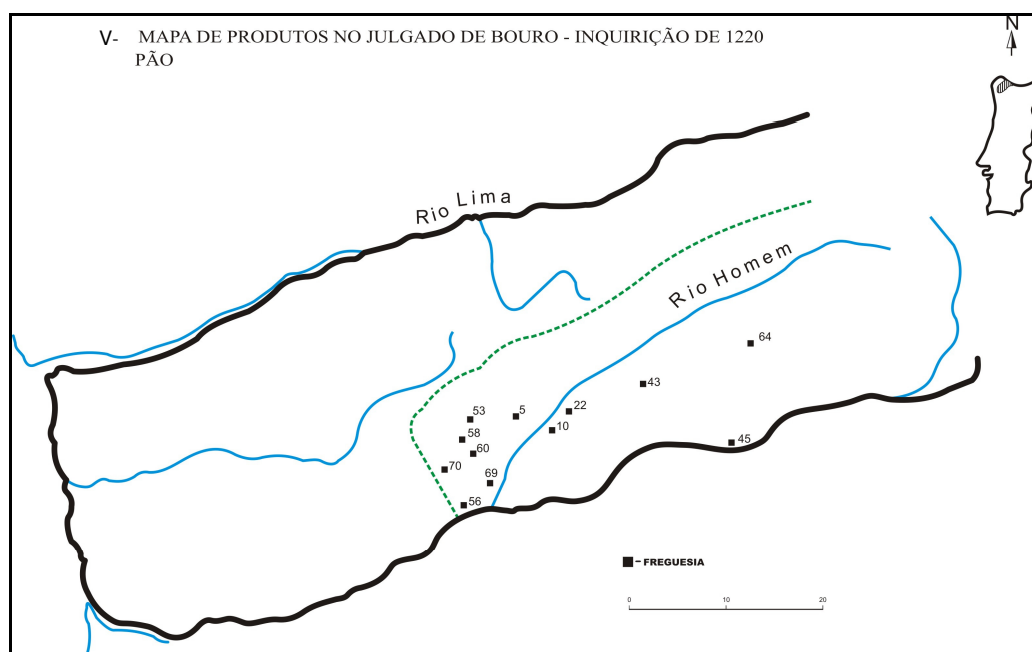 V- MAPA DE PRODUTOS NO JULGADO DE BOURO - INQUIRIÇÃO DE 1220
PÃO
N
Rio Lima
Rio Homem
64
43
22
5
53
10
58
45
60
70
69
56
- FREGUESIA
0 10 20